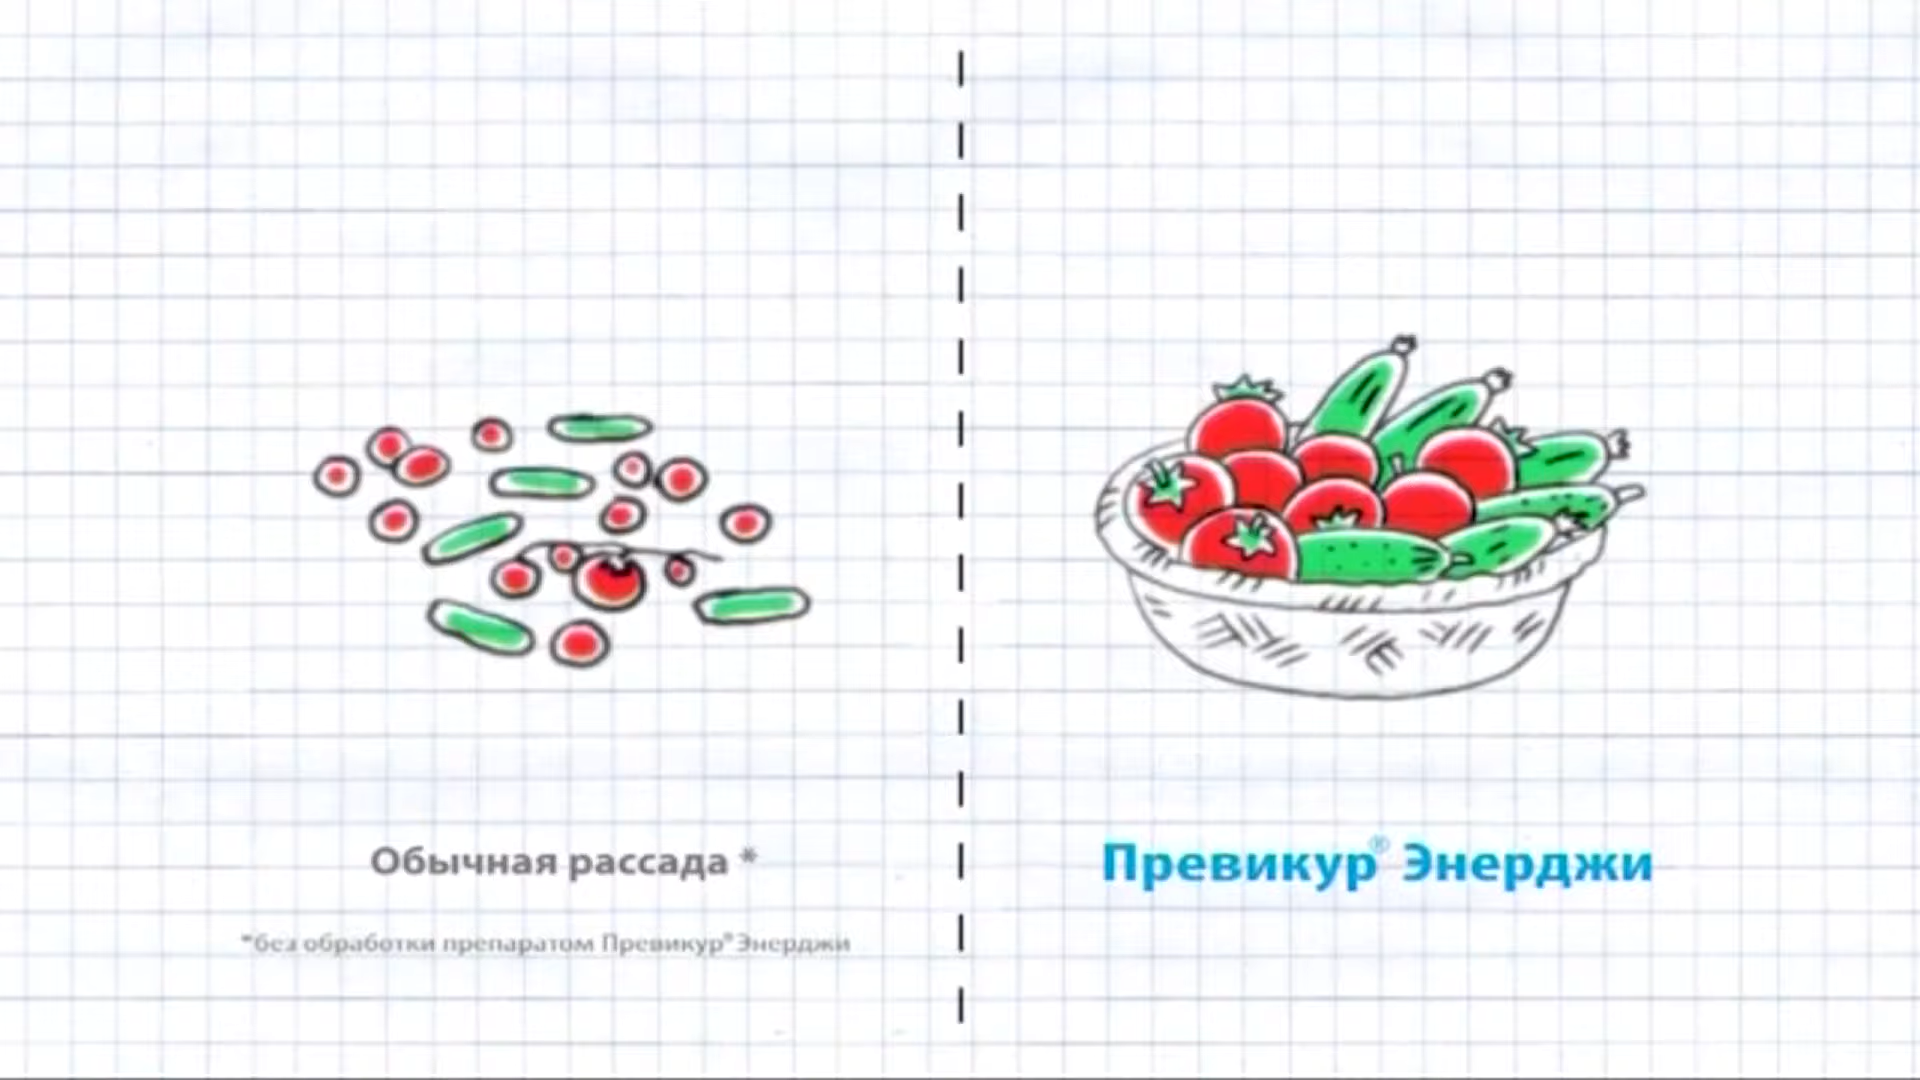 Обычная рассада *
Превикур® Энерджи
*без обработки препаратом Превикур® Энерджи